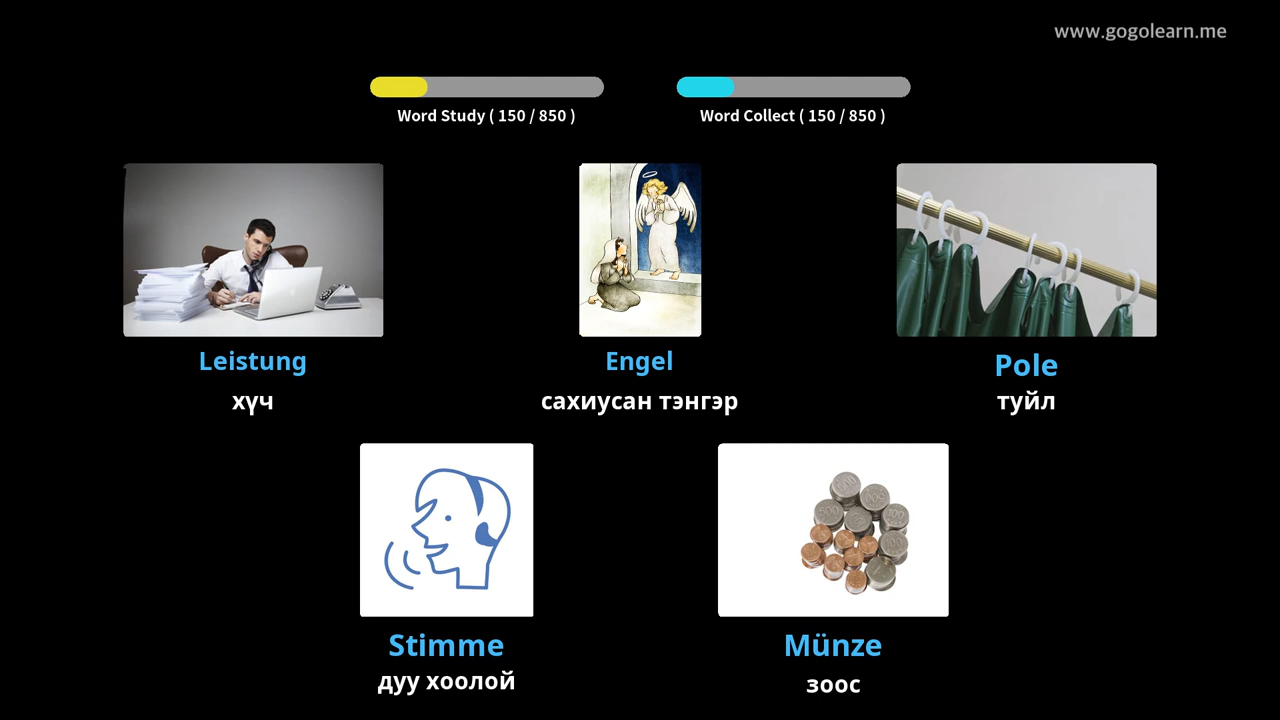 www.gogolearn.me
Word Study ( 150 / 850 )
Word Collect ( 150 / 850 )
Leistung
Engel
Pole
хүч
сахиусан тэнгэр
туйл
Stimme
Münze
дуу хоолой
зоос